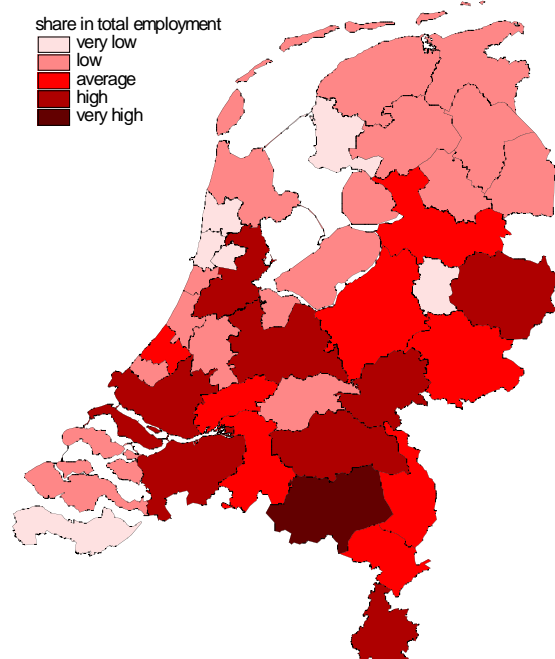 share in total employment
very low
low
average
high
very high